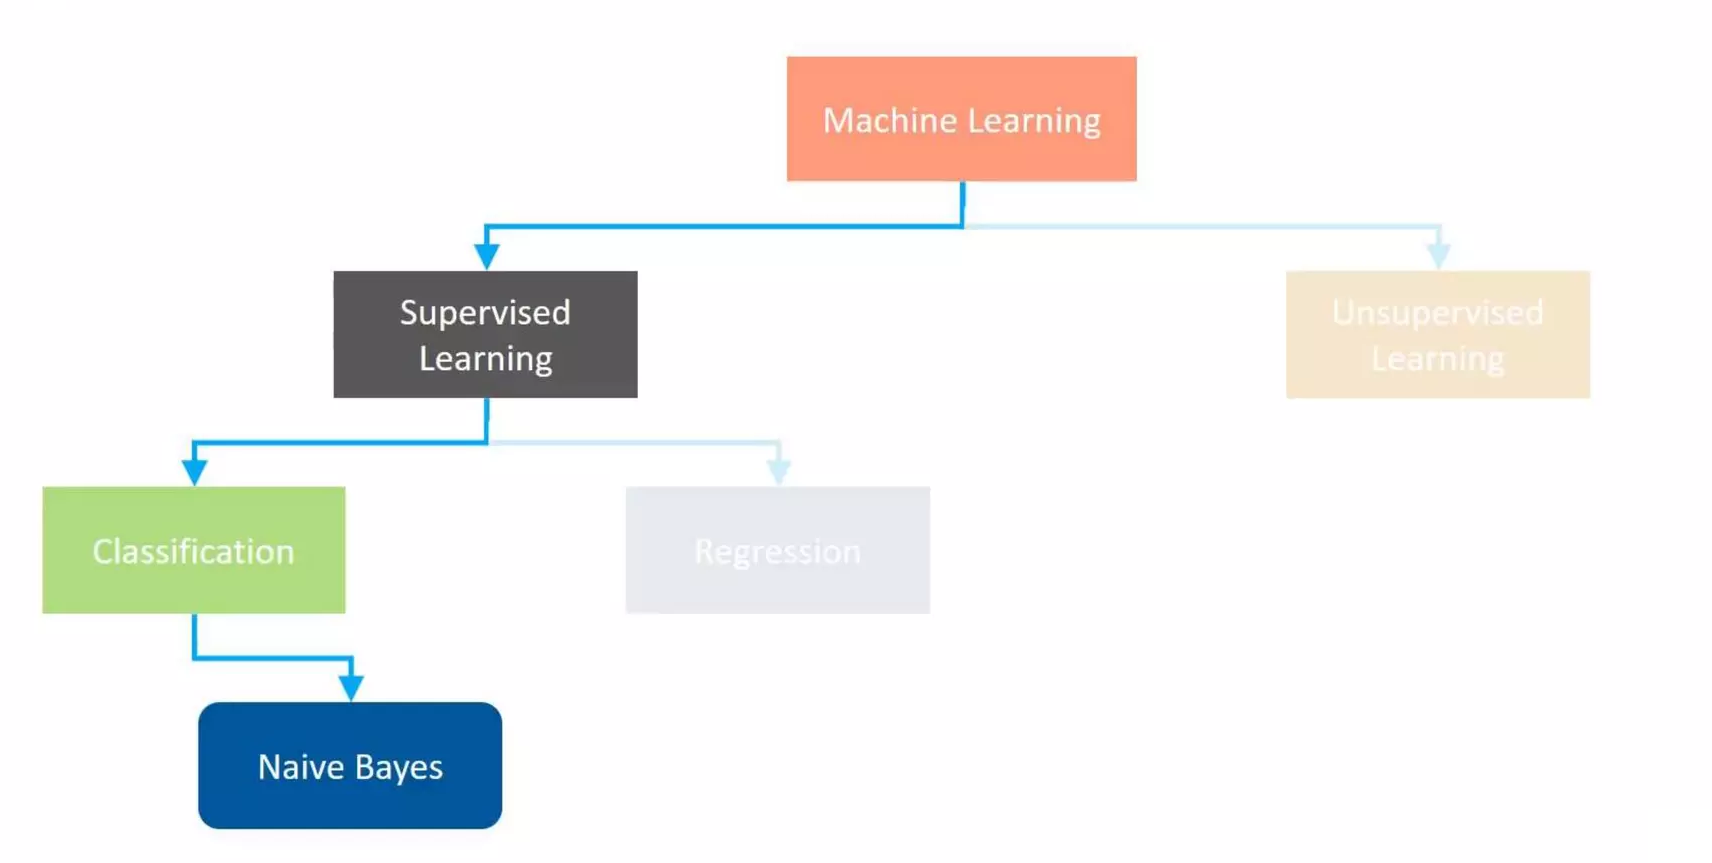 Machine Learning
Supervised
Learning
Unsupervised
Learning
Classification
Regression
Naive Bayes